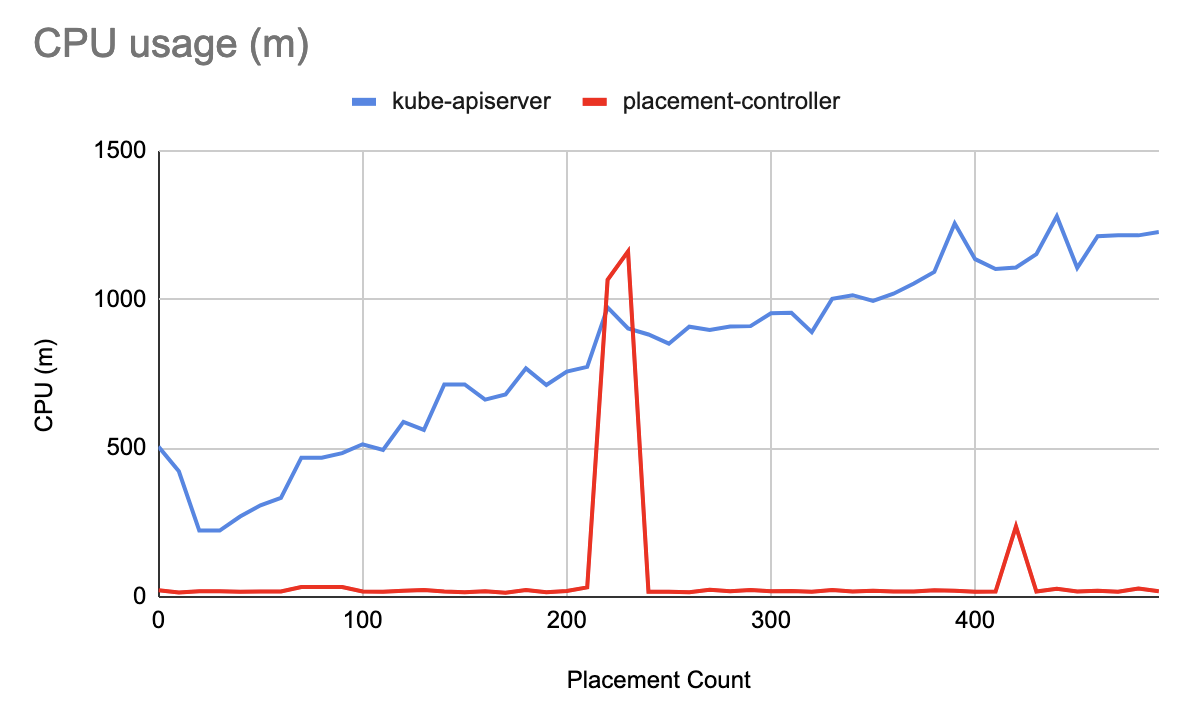 CPU usage (m)
kube-apiserver placement-controller
1500
1000
500
0
CPU (m)
0 100 200 300 400
Placement Count